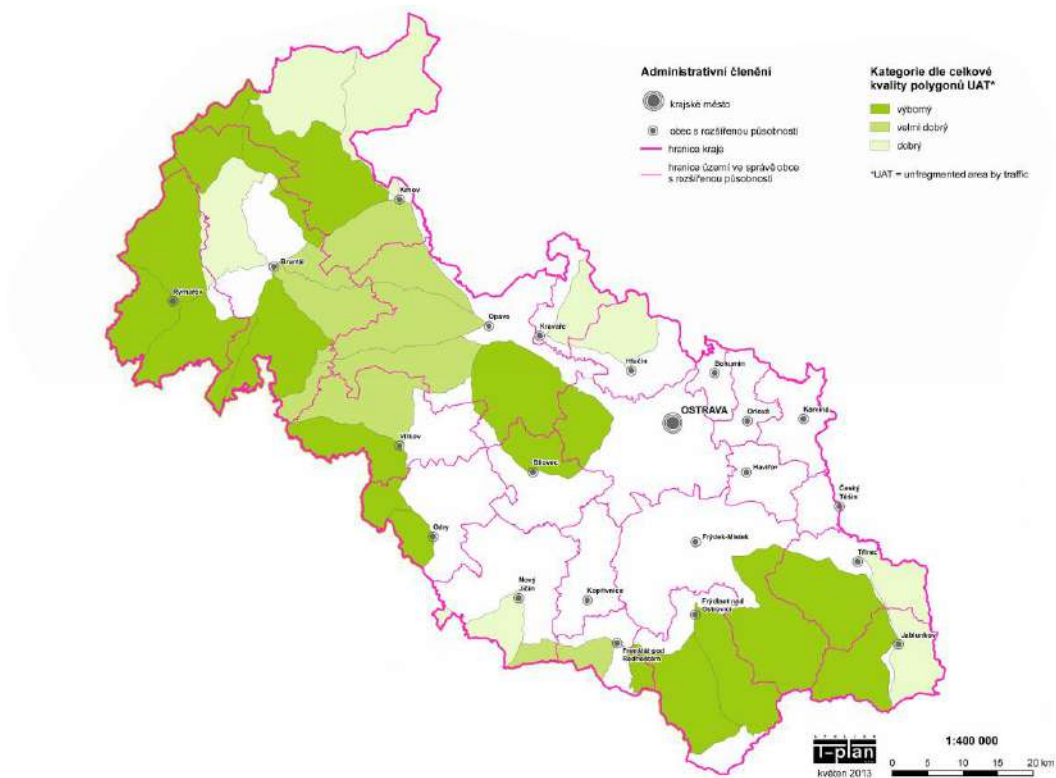 Administrativní členění
krajské město
obec s rozšířenou působností
hranice kraje
hranice území ve správě obce
s rozšířenou působností
Kategorie dle celkové
kvality polygonů UAT*
výborný
velmi dobrý
dobrý
*UAT = unfragmented area by traffic
Krnov
Bruntál
Rýmařov
Opava
Kravaře
Hlučín
Bohumín
OSTRAVA
Orlová
Karviná
Vítkov
Bílovec
Havířov
Český
Těšín
Odry
Frýdek-Místek
Třinec
Nový
Jičín
Kopřivnice
Frýdlant nad
Ostravicí
Frenštát pod
Radhoštěm
Jablunkov
ATELIER
T-plan
květen 2013
1:400 000
0 5 10 20 km